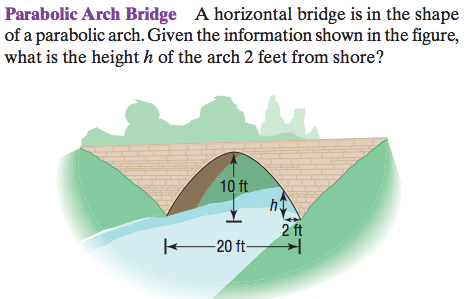 Parabolic Arch Bridge A horizontal bridge is in the shape
of a parabolic arch. Given the information shown in the figure,
what is the height h of the arch 2 feet from shore?
10 ft
h
2 ft
20 ft